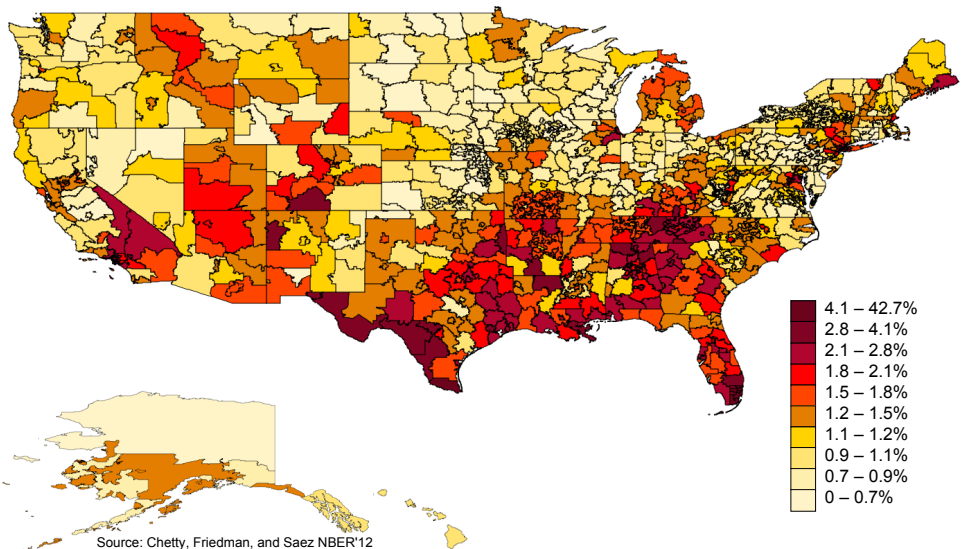 4.1 – 42.7%
2.8 – 4.1%
2.1 – 2.8%
1.8 – 2.1%
1.5 – 1.8%
1.2 – 1.5%
1.1 – 1.2%
0.9 – 1.1%
0.7 – 0.9%
0 – 0.7%
Source: Chetty, Friedman, and Saez NBER'12